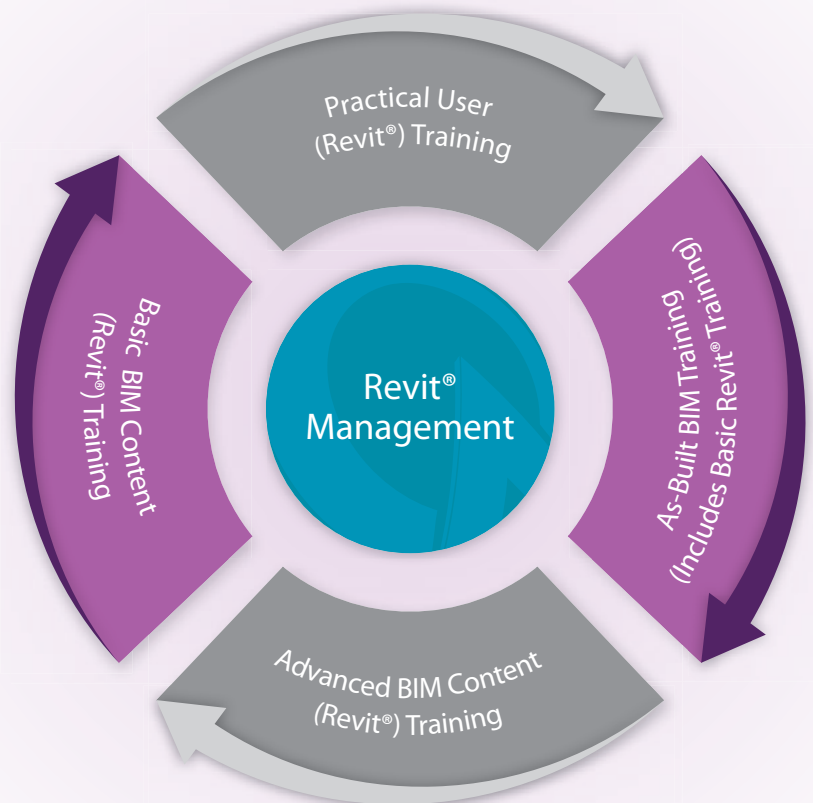 Practical User
(Revit®) Training
As-Built BIM Training
(Includes Basic Revit® Training)
Advanced BIM Content
(Revit®) Training
Basic BIM Content
(Revit®) Training
Revit®
Management